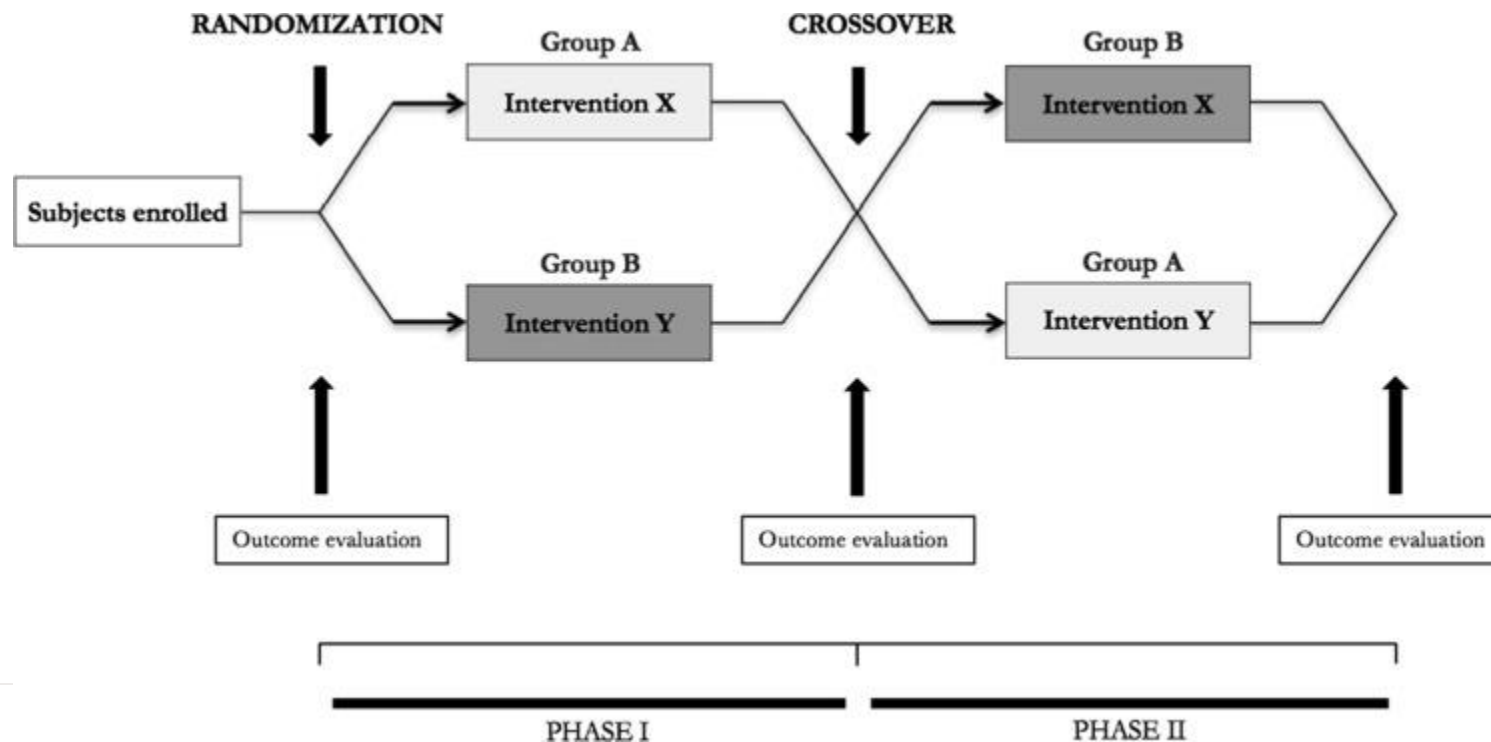 RANDOMIZATION
CROSSOVER
Group A
Group B
Intervention X
Intervention X
Subjects enrolled
Group B
Group A
Intervention Y
Intervention Y
Outcome evaluation
Outcome evaluation
Outcome evaluation
PHASE I
PHASE II